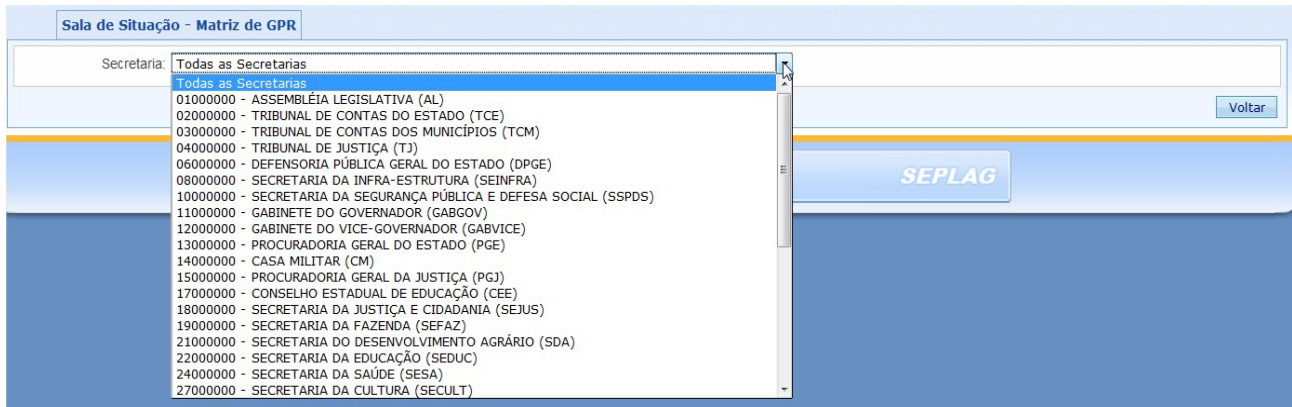 Sala de Situação - Matriz de GPR
Secretaria: Todas as Secretarias
Todas as Secretarias
01000000 - ASSEMBLÉIA LEGISLATIVA (AL)
02000000 - TRIBUNAL DE CONTAS DO ESTADO (TCE)
03000000 - TRIBUNAL DE CONTAS DOS MUNICÍPIOS (TCM)
04000000 - TRIBUNAL DE JUSTIÇA (TJ)
06000000 - DEFENSORIA PÚBLICA GERAL DO ESTADO (DPGE)
08000000 - SECRETARIA DA INFRA-ESTRUTURA (SEINFRA)
10000000 - SECRETARIA DA SEGURANÇA PÚBLICA E DEFESA SOCIAL (SSPDS)
11000000 - GABINETE DO GOVERNADOR (GABGOV)
12000000 - GABINETE DO VICE-GOVERNADOR (GABVICE)
13000000 - PROCURADORIA GERAL DO ESTADO (PGE)
14000000 - CASA MILITAR (CM)
15000000 - PROCURADORIA GERAL DA JUSTIÇA (PGJ)
17000000 - CONSELHO ESTADUAL DE EDUCAÇÃO (CEE)
18000000 - SECRETARIA DA JUSTIÇA E CIDADANIA (SEJUS)
19000000 - SECRETARIA DA FAZENDA (SEFAZ)
21000000 - SECRETARIA DO DESENVOLVIMENTO AGRÁRIO (SDA)
22000000 - SECRETARIA DA EDUCAÇÃO (SEDUC)
24000000 - SECRETARIA DA SAÚDE (SESA)
27000000 - SECRETARIA DA CULTURA (SECULT)
Voltar
SEPLAG